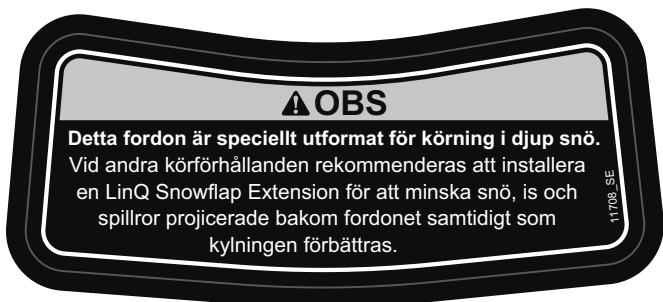 ⚠OBS
Detta fordon är speciellt utformat för körning i djup snö.
Vid andra körförhållanden rekommenderas att installera
en LinQ Snowflap Extension för att minska snö, is och
spillror projicerade bakom fordonet samtidigt som
kylningen förbättras.
11708_SE